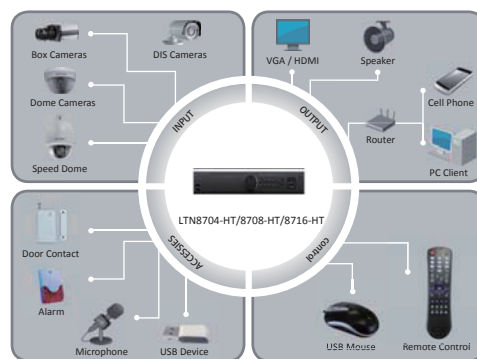 Box Cameras
DIS Cameras
Dome Cameras
Speed Dome
INPUT
VGA / HDMI
Speaker
Cell Phone
Router
PC Client
OUTPUT
LTN8704-HT/8708-HT/8716-HT
ACCESSIES
Door Contact
Alarm
Microphone
USB Device
control
USB Mouse
Remote Control